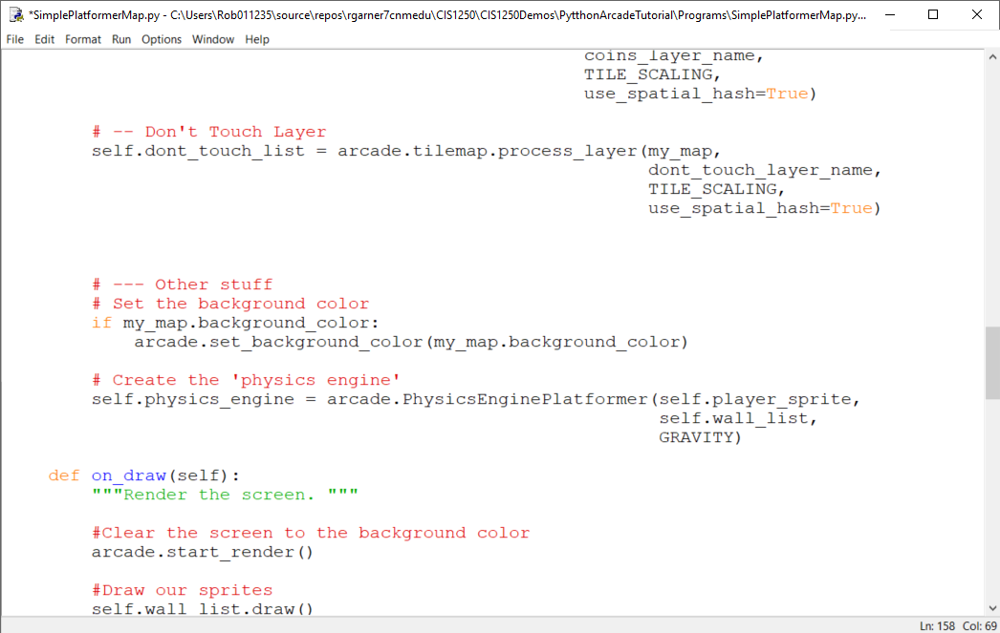 *SimplePlatformerMap.py - C:\Users\Rob011235\source\repos\rgarner7cnmedu\CIS1250\CIS1250Demos\PytthonArcadeTutorial\Programs\SimplePlatformerMap.py...
File Edit Format Run Options Window Help
coins_layer_name,
TILE_SCALING,
use_spatial_hash=True)
# -- Don't Touch Layer
self.dont_touch_list = arcade.tilemap.process_layer(my_map,
dont_touch_layer_name,
TILE_SCALING,
use_spatial_hash=True)
# --- Other stuff
# Set the background color
if my_map.background_color:
arcade.set_background_color(my_map.background_color)
# Create the 'physics engine'
self.physics_engine = arcade.PhysicsEnginePlatformer(self.player_sprite,
self.wall_list,
GRAVITY)
def on_draw(self):
"""Render the screen. """
#Clear the screen to the background color
arcade.start_render()
#Draw our sprites
self.wall_list.draw()
Ln: 158 Col: 69